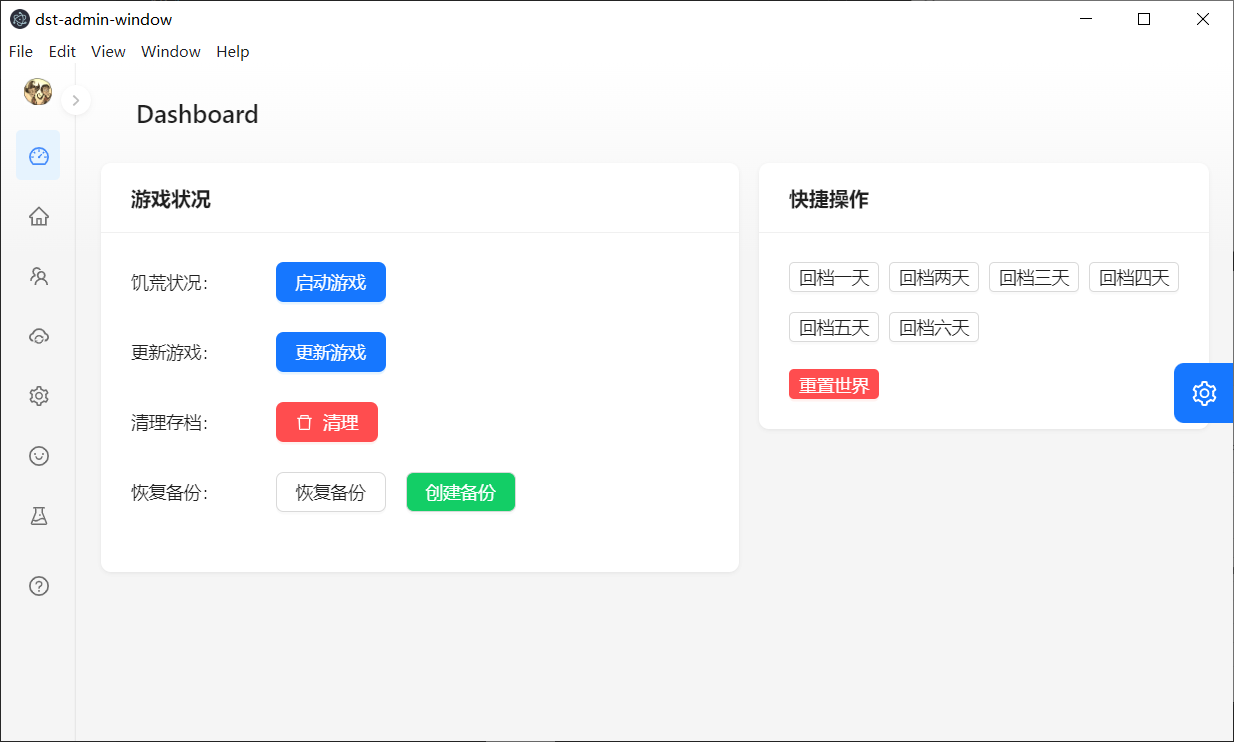 dst-admin-window
File Edit View Window Help
Dashboard
游戏状况
饥荒状况： 启动游戏
更新游戏： 更新游戏
清理存档： 清理
恢复备份： 恢复备份 创建备份
快捷操作
回档一天 回档两天 回档三天 回档四天
回档五天 回档六天
重置世界